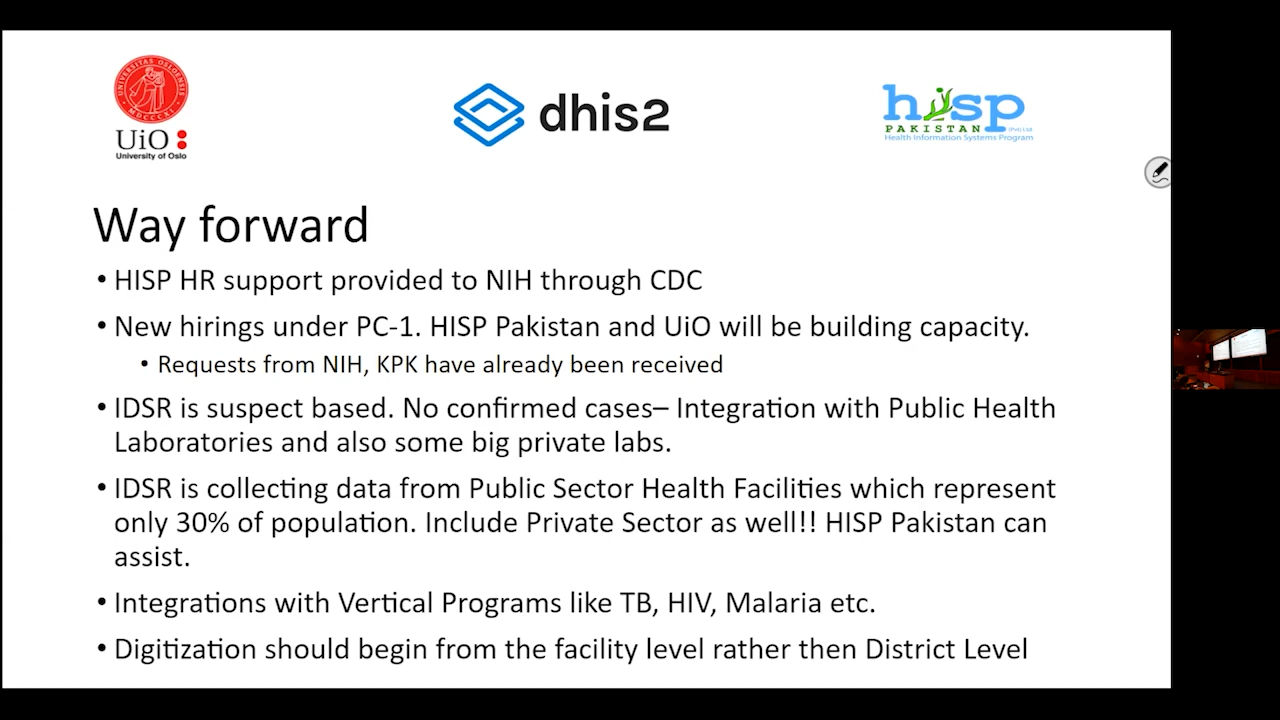 UNIVERSITAS OSLOENSIS
MDCCCXI
UiO
University of Oslo
dhis2
hisp
PAKISTAN (Pvt) Ltd
Health Information Systems Program
Way forward
• HISP HR support provided to NIH through CDC
• New hirings under PC-1. HISP Pakistan and UiO will be building capacity.
• Requests from NIH, KPK have already been received
• IDSR is suspect based. No confirmed cases– Integration with Public Health
Laboratories and also some big private labs.
• IDSR is collecting data from Public Sector Health Facilities which represent
only 30% of population. Include Private Sector as well!! HISP Pakistan can
assist.
• Integrations with Vertical Programs like TB, HIV, Malaria etc.
• Digitization should begin from the facility level rather then District Level